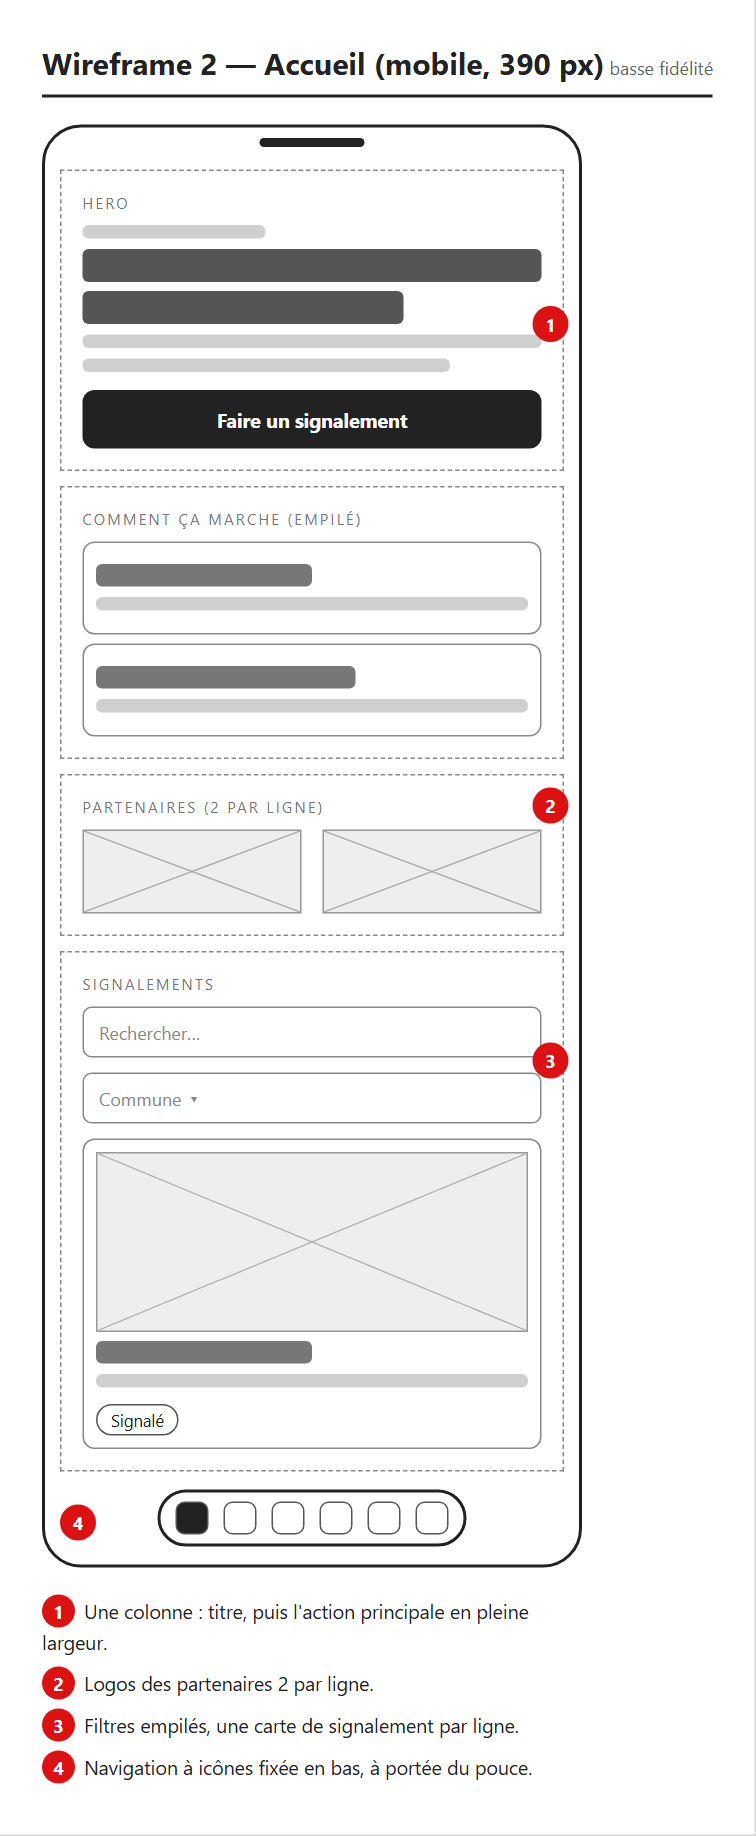 Wireframe 2 — Accueil (mobile, 390 px) basse fidélité
HERO
1
Faire un signalement
COMMENT ÇA MARCHE (EMPILÉ)
PARTENAIRES (2 PAR LIGNE)
2
SIGNALEMENTS
Rechercher...
3
Commune ▾
Signalé
4
1 Une colonne : titre, puis l'action principale en pleine
largeur.
2 Logos des partenaires 2 par ligne.
3 Filtres empilés, une carte de signalement par ligne.
4 Navigation à icônes fixée en bas, à portée du pouce.